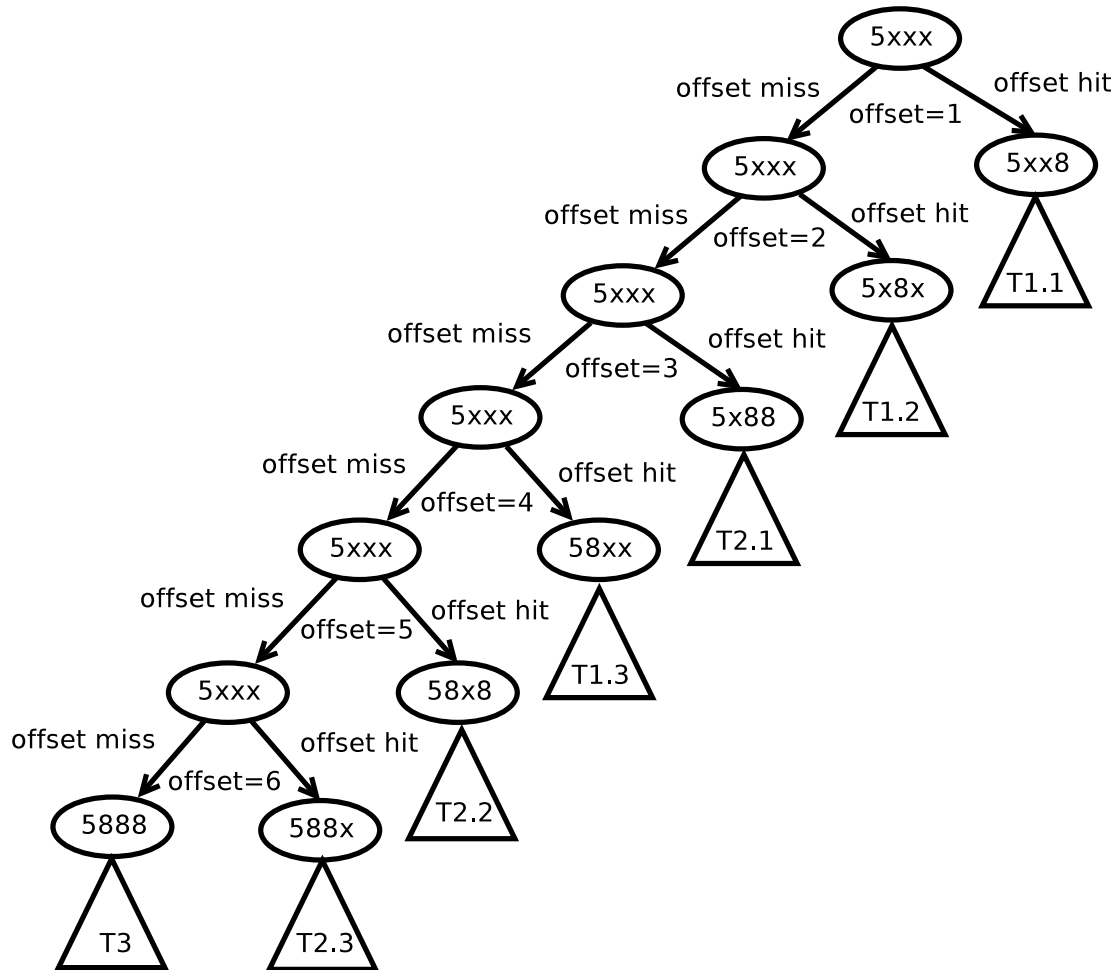 5xxx
offset miss
offset hit
offset=1
5xxx
5xx8
offset miss
offset hit
offset=2
T1.1
5xxx
5x8x
offset miss
offset hit
offset=3
T1.2
5xxx
5x88
offset miss
offset hit
offset=4
T2.1
5xxx
58xx
offset miss
offset hit
offset=5
T1.3
5xxx
58x8
offset miss
offset hit
offset=6
T2.2
5888
588x
T3
T2.3